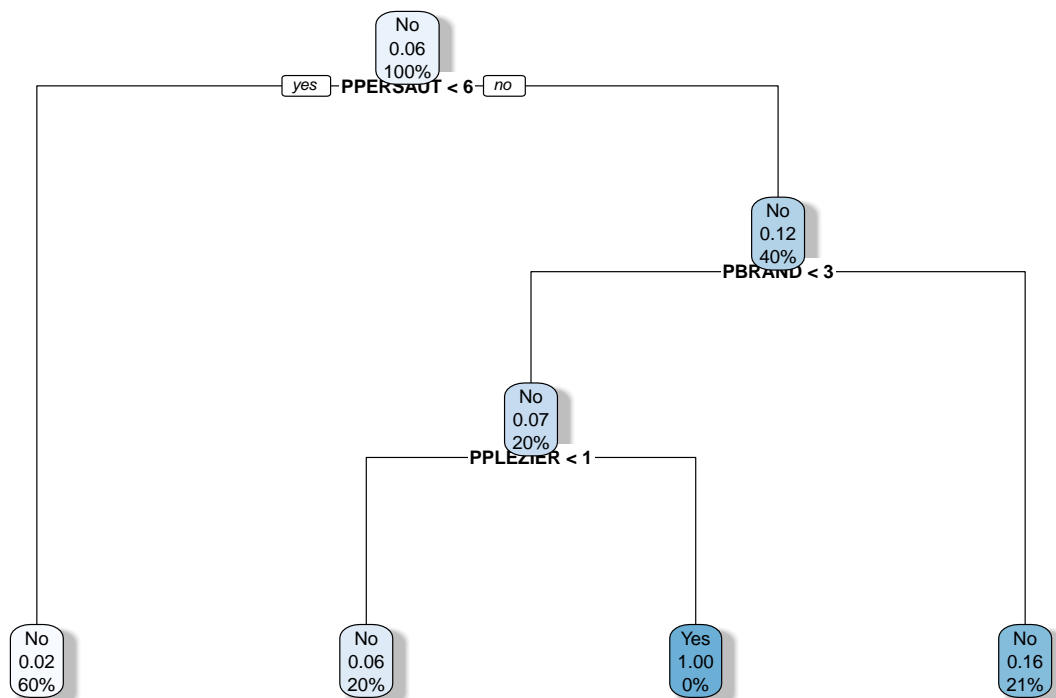 No
0.06
100%
yes PPERSAUT < 6 no
No
0.12
40%
PBRAND < 3
No
0.07
20%
PPLEZIER < 1
No
0.02
60%
No
0.06
20%
Yes
1.00
0%
No
0.16
21%